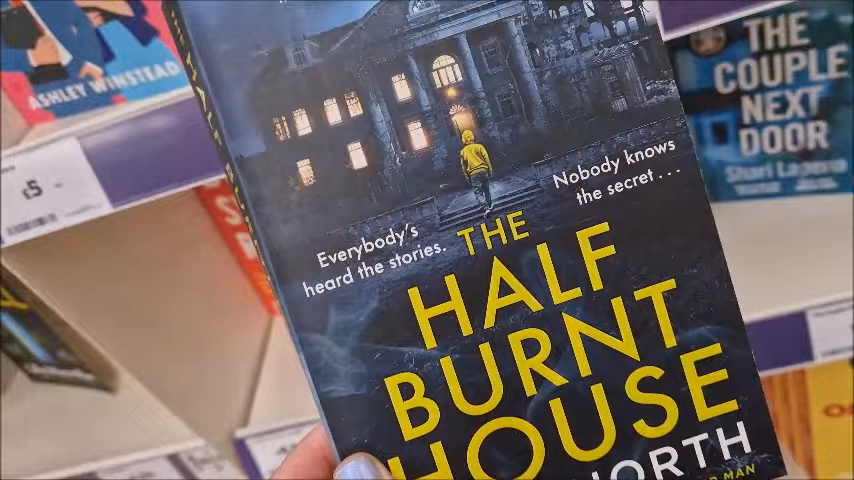 ASHLEY WINSTEAD
THE
COUPLE
NEXT
DOOR
Shari Lapena
£5
Nobody knows
the secret...
Everybody's
heard the stories.
THE
HALF
BURNT
HOUSE
NORTH
MAN